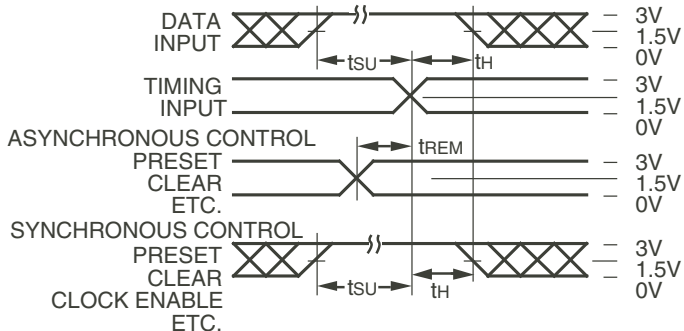 DATA
INPUT
3V
1.5V
0V
tSU
tH
TIMING
INPUT
3V
1.5V
0V
ASYNCHRONOUS CONTROL
tREM
PRESET
CLEAR
ETC.
3V
1.5V
0V
SYNCHRONOUS CONTROL
PRESET
CLEAR
CLOCK ENABLE
ETC.
3V
1.5V
0V
tSU
tH